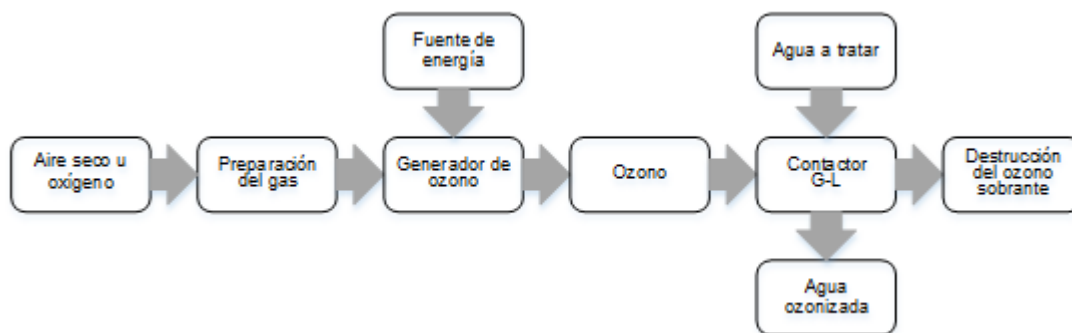 Fuente de
energía
Agua a tratar
Aire seco u
oxígeno
Preparación
del gas
Generador de
ozono
Ozono
Contactor
G-L
Destrucción
del ozono
sobrante
Agua
ozonizada